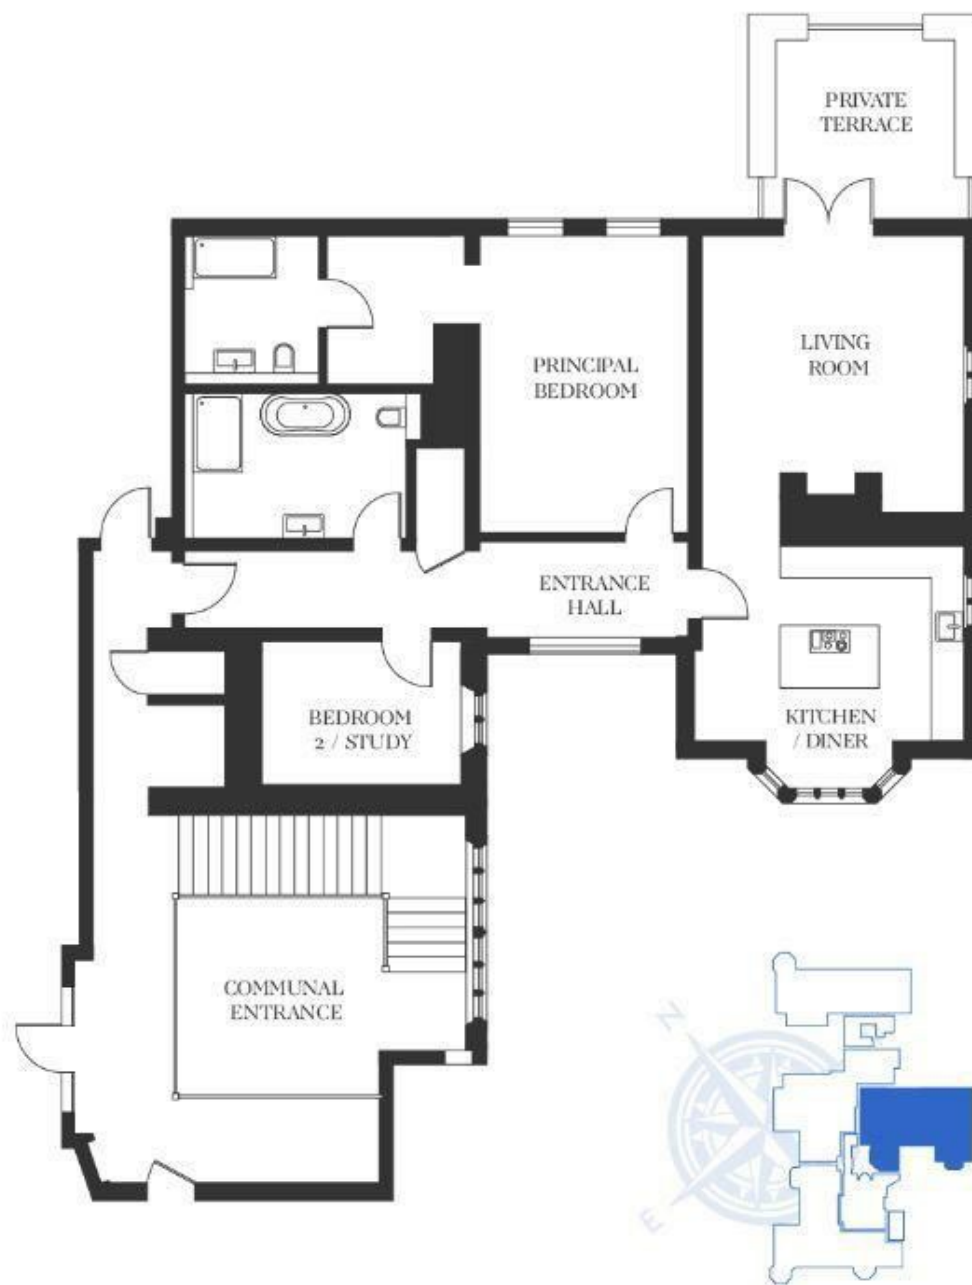 PRIVATE
TERRACE
LIVING
ROOM
PRINCIPAL
BEDROOM
ENTRANCE
HALL
BEDROOM
2 / STUDY
KITCHEN
/ DINER
COMMUNAL
ENTRANCE
N
E